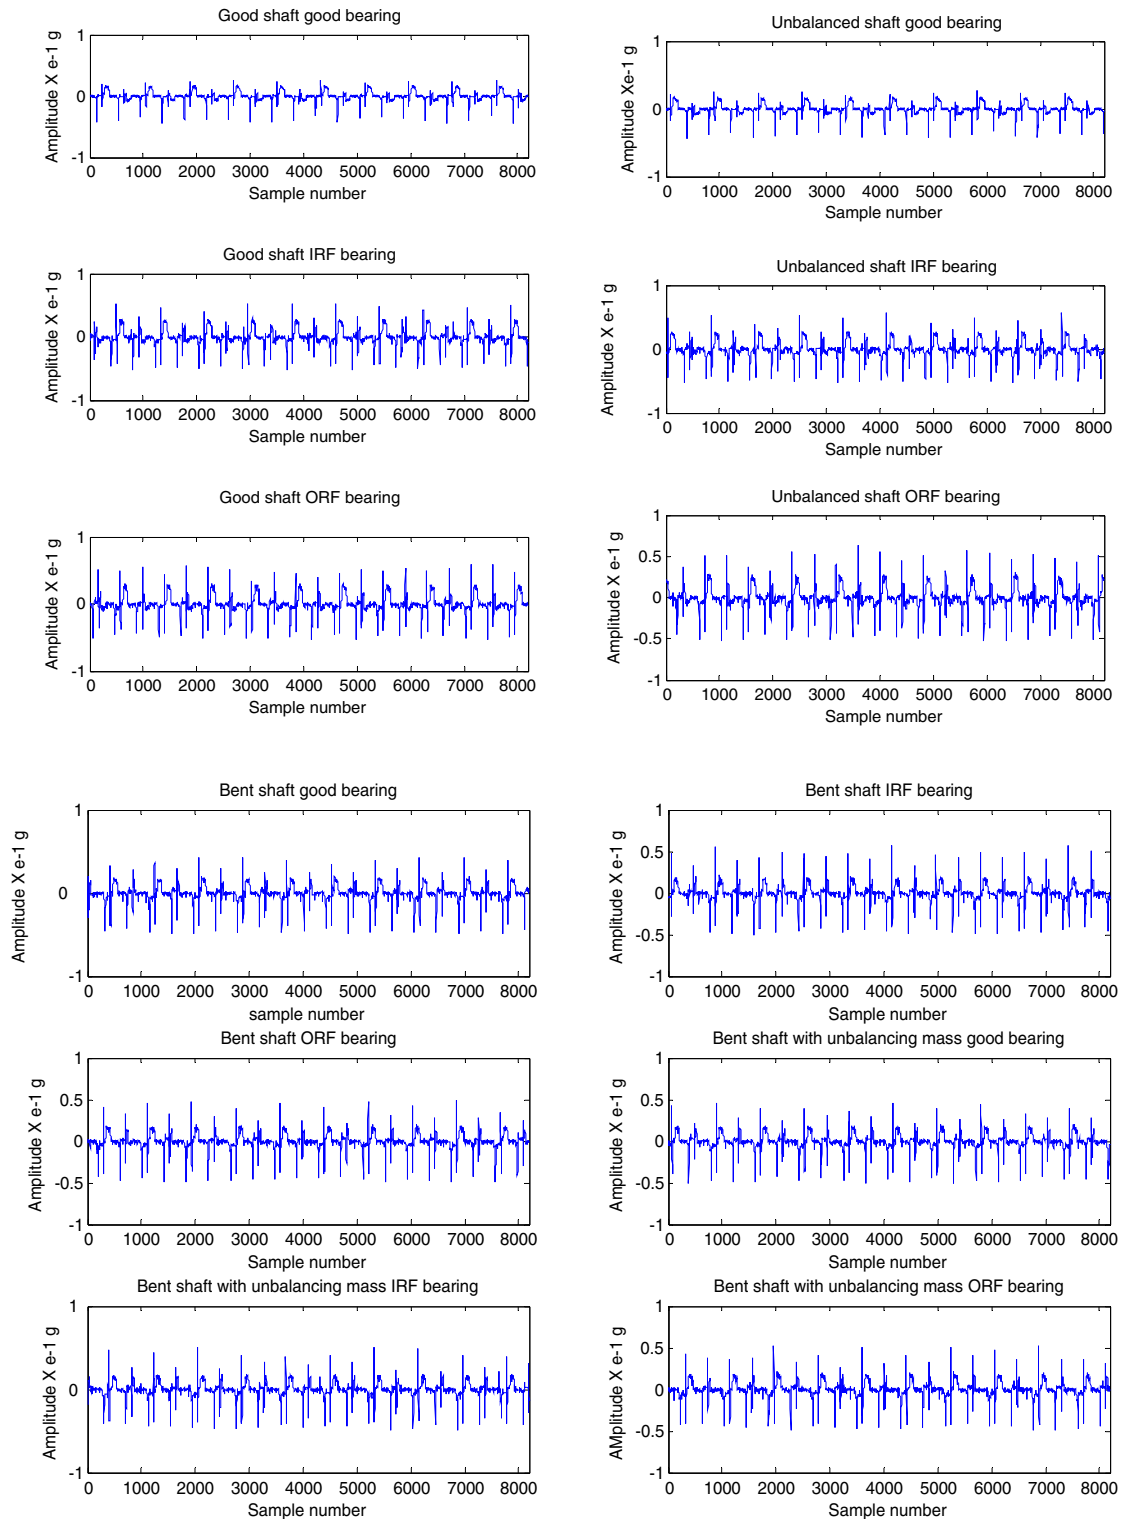 Good shaft good bearing
Amplitude X e-1 g
1
0
-1
0 1000 2000 3000 4000 5000 6000 7000 8000
Sample number
Unbalanced shaft good bearing
Amplitude Xe-1 g
1
0
-1
0 1000 2000 3000 4000 5000 6000 7000 8000
Sample number
Good shaft IRF bearing
Amplitude X e-1 g
1
0
-1
0 1000 2000 3000 4000 5000 6000 7000 8000
Sample number
Unbalanced shaft IRF bearing
Amplitude X e-1 g
1
0
-1
0 1000 2000 3000 4000 5000 6000 7000 8000
Sample number
Good shaft ORF bearing
Amplitude X e-1 g
1
0
-1
0 1000 2000 3000 4000 5000 6000 7000 8000
Sample number
Unbalanced shaft ORF bearing
Amplitude X e-1 g
1
0.5
0
-0.5
-1
0 1000 2000 3000 4000 5000 6000 7000 8000
Sample number
Bent shaft good bearing
Amplitude X e-1 g
1
0
-1
0 1000 2000 3000 4000 5000 6000 7000 8000
sample number
Bent shaft IRF bearing
Amplitude X e-1 g
1
0.5
0
-0.5
-1
0 1000 2000 3000 4000 5000 6000 7000 8000
Sample number
Bent shaft ORF bearing
Amplitude X e-1 g
1
0.5
0
-0.5
-1
0 1000 2000 3000 4000 5000 6000 7000 8000
Sample number
Bent shaft with unbalancing mass good bearing
Amplitude X e-1 g
1
0.5
0
-0.5
-1
0 1000 2000 3000 4000 5000 6000 7000 8000
Sample number
Bent shaft with unbalancing mass IRF bearing
Amplitude X e-1 g
1
0
-1
0 1000 2000 3000 4000 5000 6000 7000 8000
Sample number
Bent shaft with unbalancing mass ORF bearing
AMplitude X e-1 g
1
0.5
0
-0.5
-1
0 1000 2000 3000 4000 5000 6000 7000 8000
Sample number